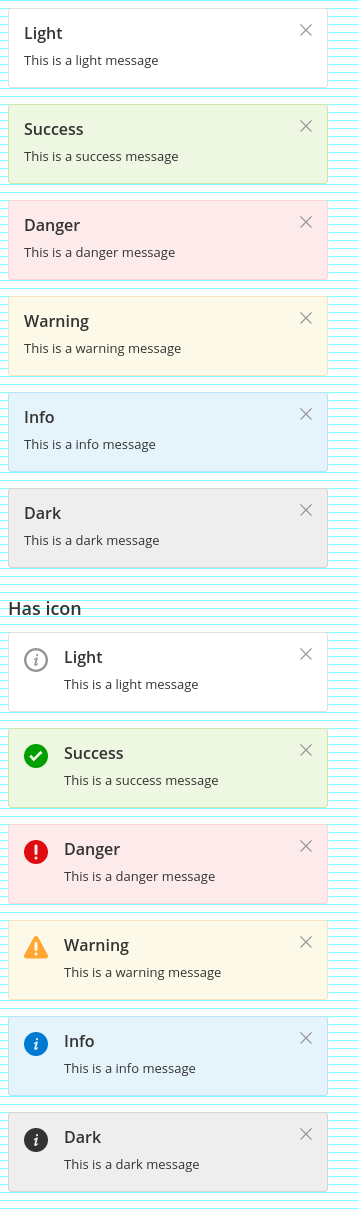 Light
This is a light message
Success
This is a success message
Danger
This is a danger message
Warning
This is a warning message
Info
This is a info message
Dark
This is a dark message
Has icon
Light
This is a light message
Success
This is a success message
Danger
This is a danger message
Warning
This is a warning message
Info
This is a info message
Dark
This is a dark message